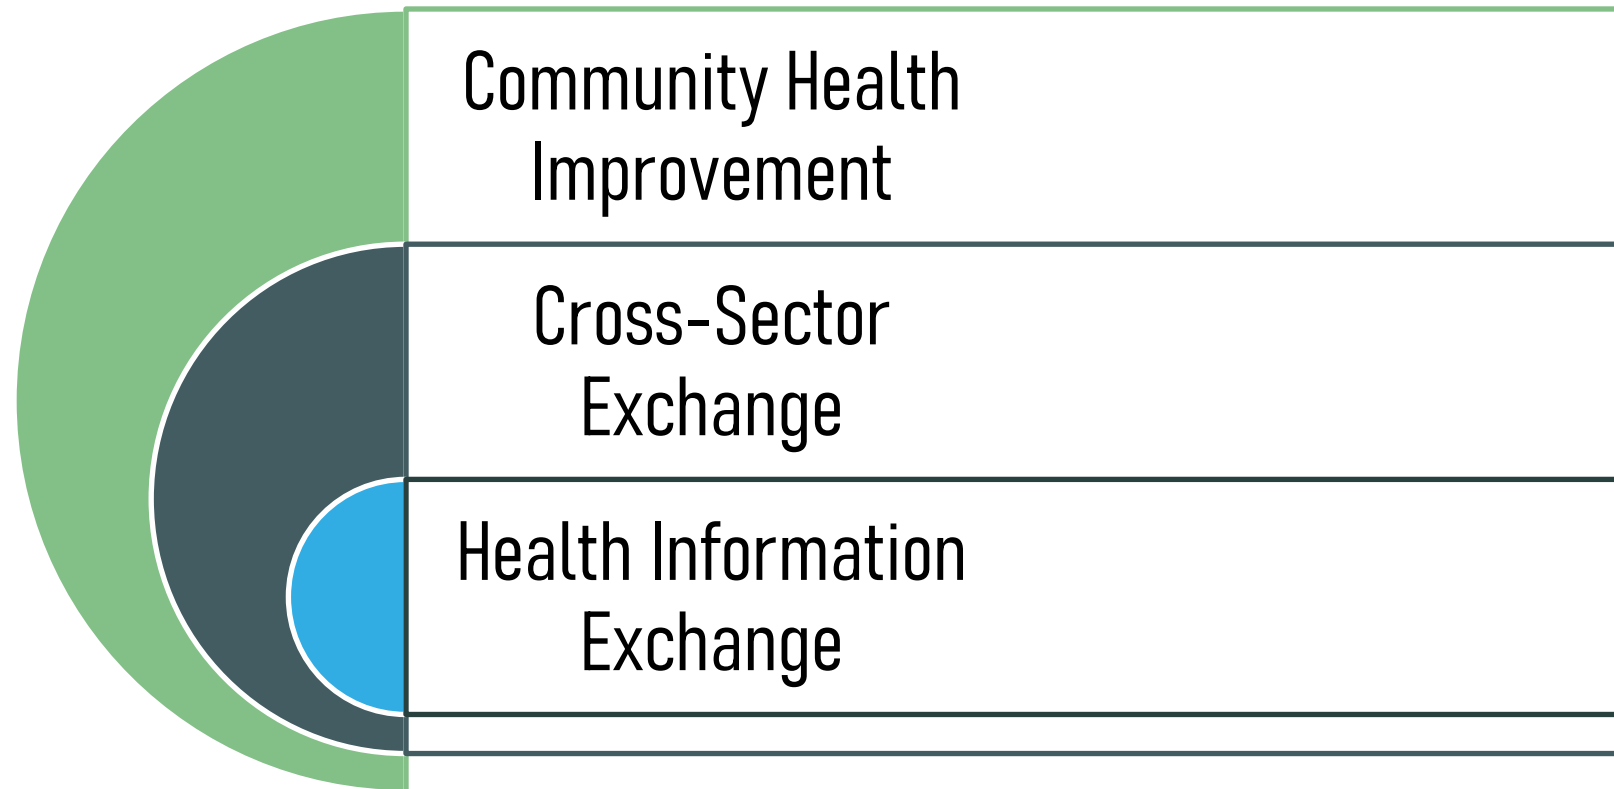 Community Health
Improvement
Cross-Sector
Exchange
Health Information
Exchange